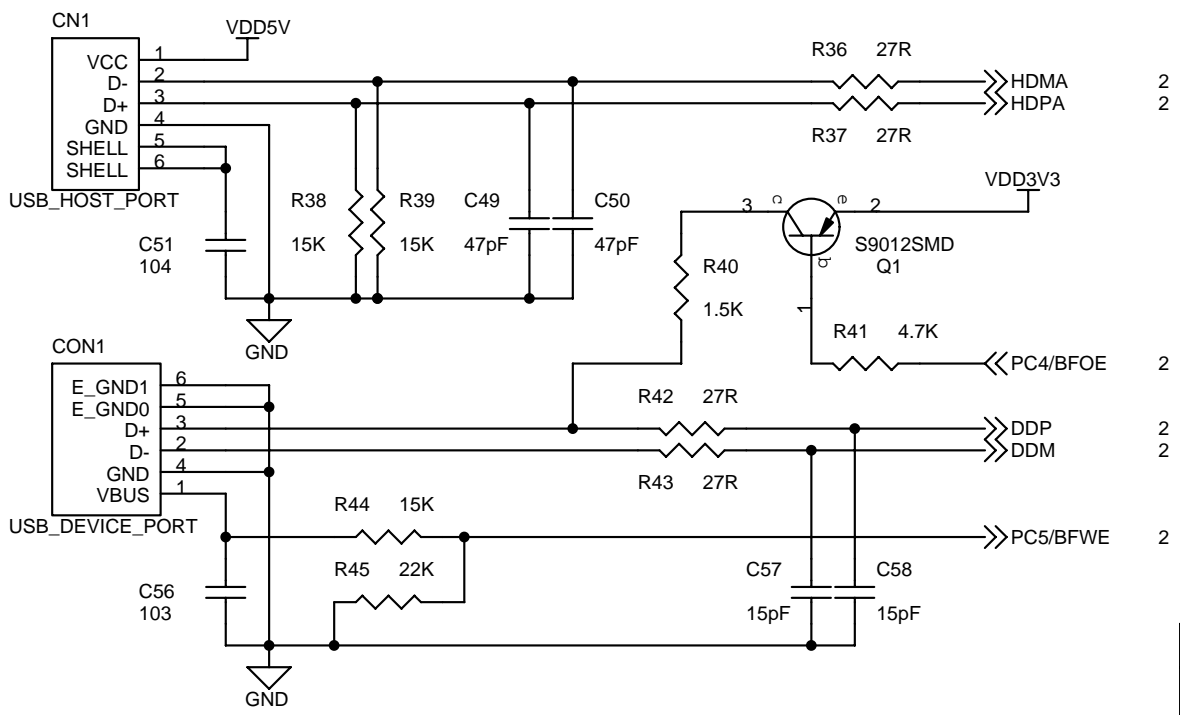 CN1
VDD5V
VCC 1
D- 2
D+ 3
GND 4
SHELL 5
SHELL 6
USB_HOST_PORT
R36 27R
HDMA 2
HDPA 2
R37 27R
R38
15K
R39
15K
C49
47pF
C50
47pF
C51
104
GND
VDD3V3
3 c e 2
b
1
S9012SMD
Q1
R40
1.5K
R41 4.7K
PC4/BFOE 2
CON1
E_GND1 6
E_GND0 5
D+ 3
D- 2
GND 4
VBUS 1
USB_DEVICE_PORT
R42 27R
DDP 2
DDM 2
R43 27R
R44 15K
PC5/BFWE 2
R45 22K
C56
103
C57
15pF
C58
15pF
GND